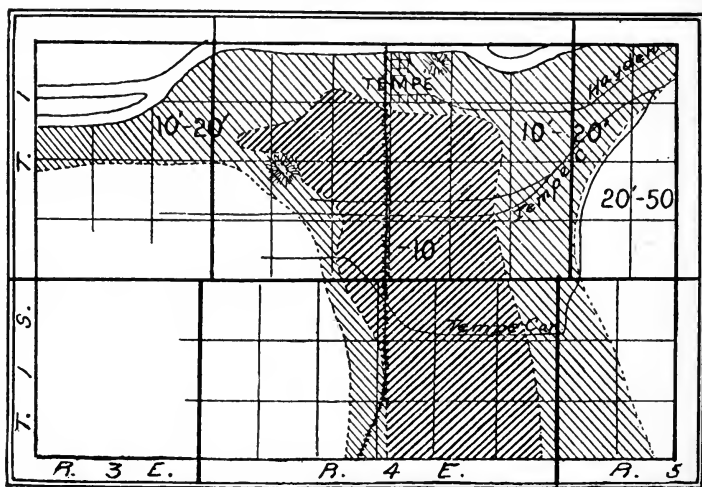 TEMPE
Hayden
10'-20'
10'-20'
Tempe C.
20'-50
-10'
Tempe Can.
T. 1
T. 1 S.
R. 3 E.
R. 4 E.
R. 5